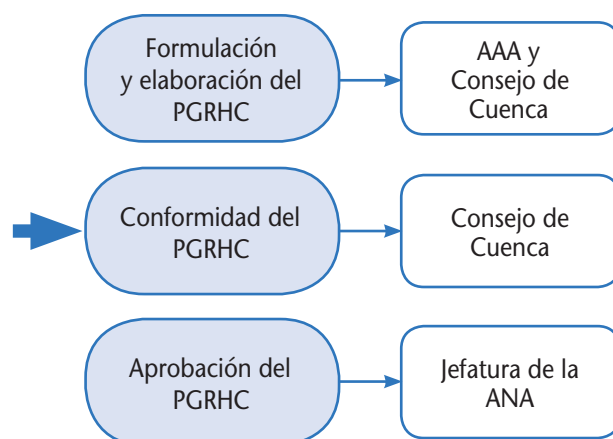 Formulación
y elaboración del
PGRHC
AAA y
Consejo de
Cuenca
Conformidad del
PGRHC
Consejo de
Cuenca
Aprobación del
PGRHC
Jefatura de la
ANA